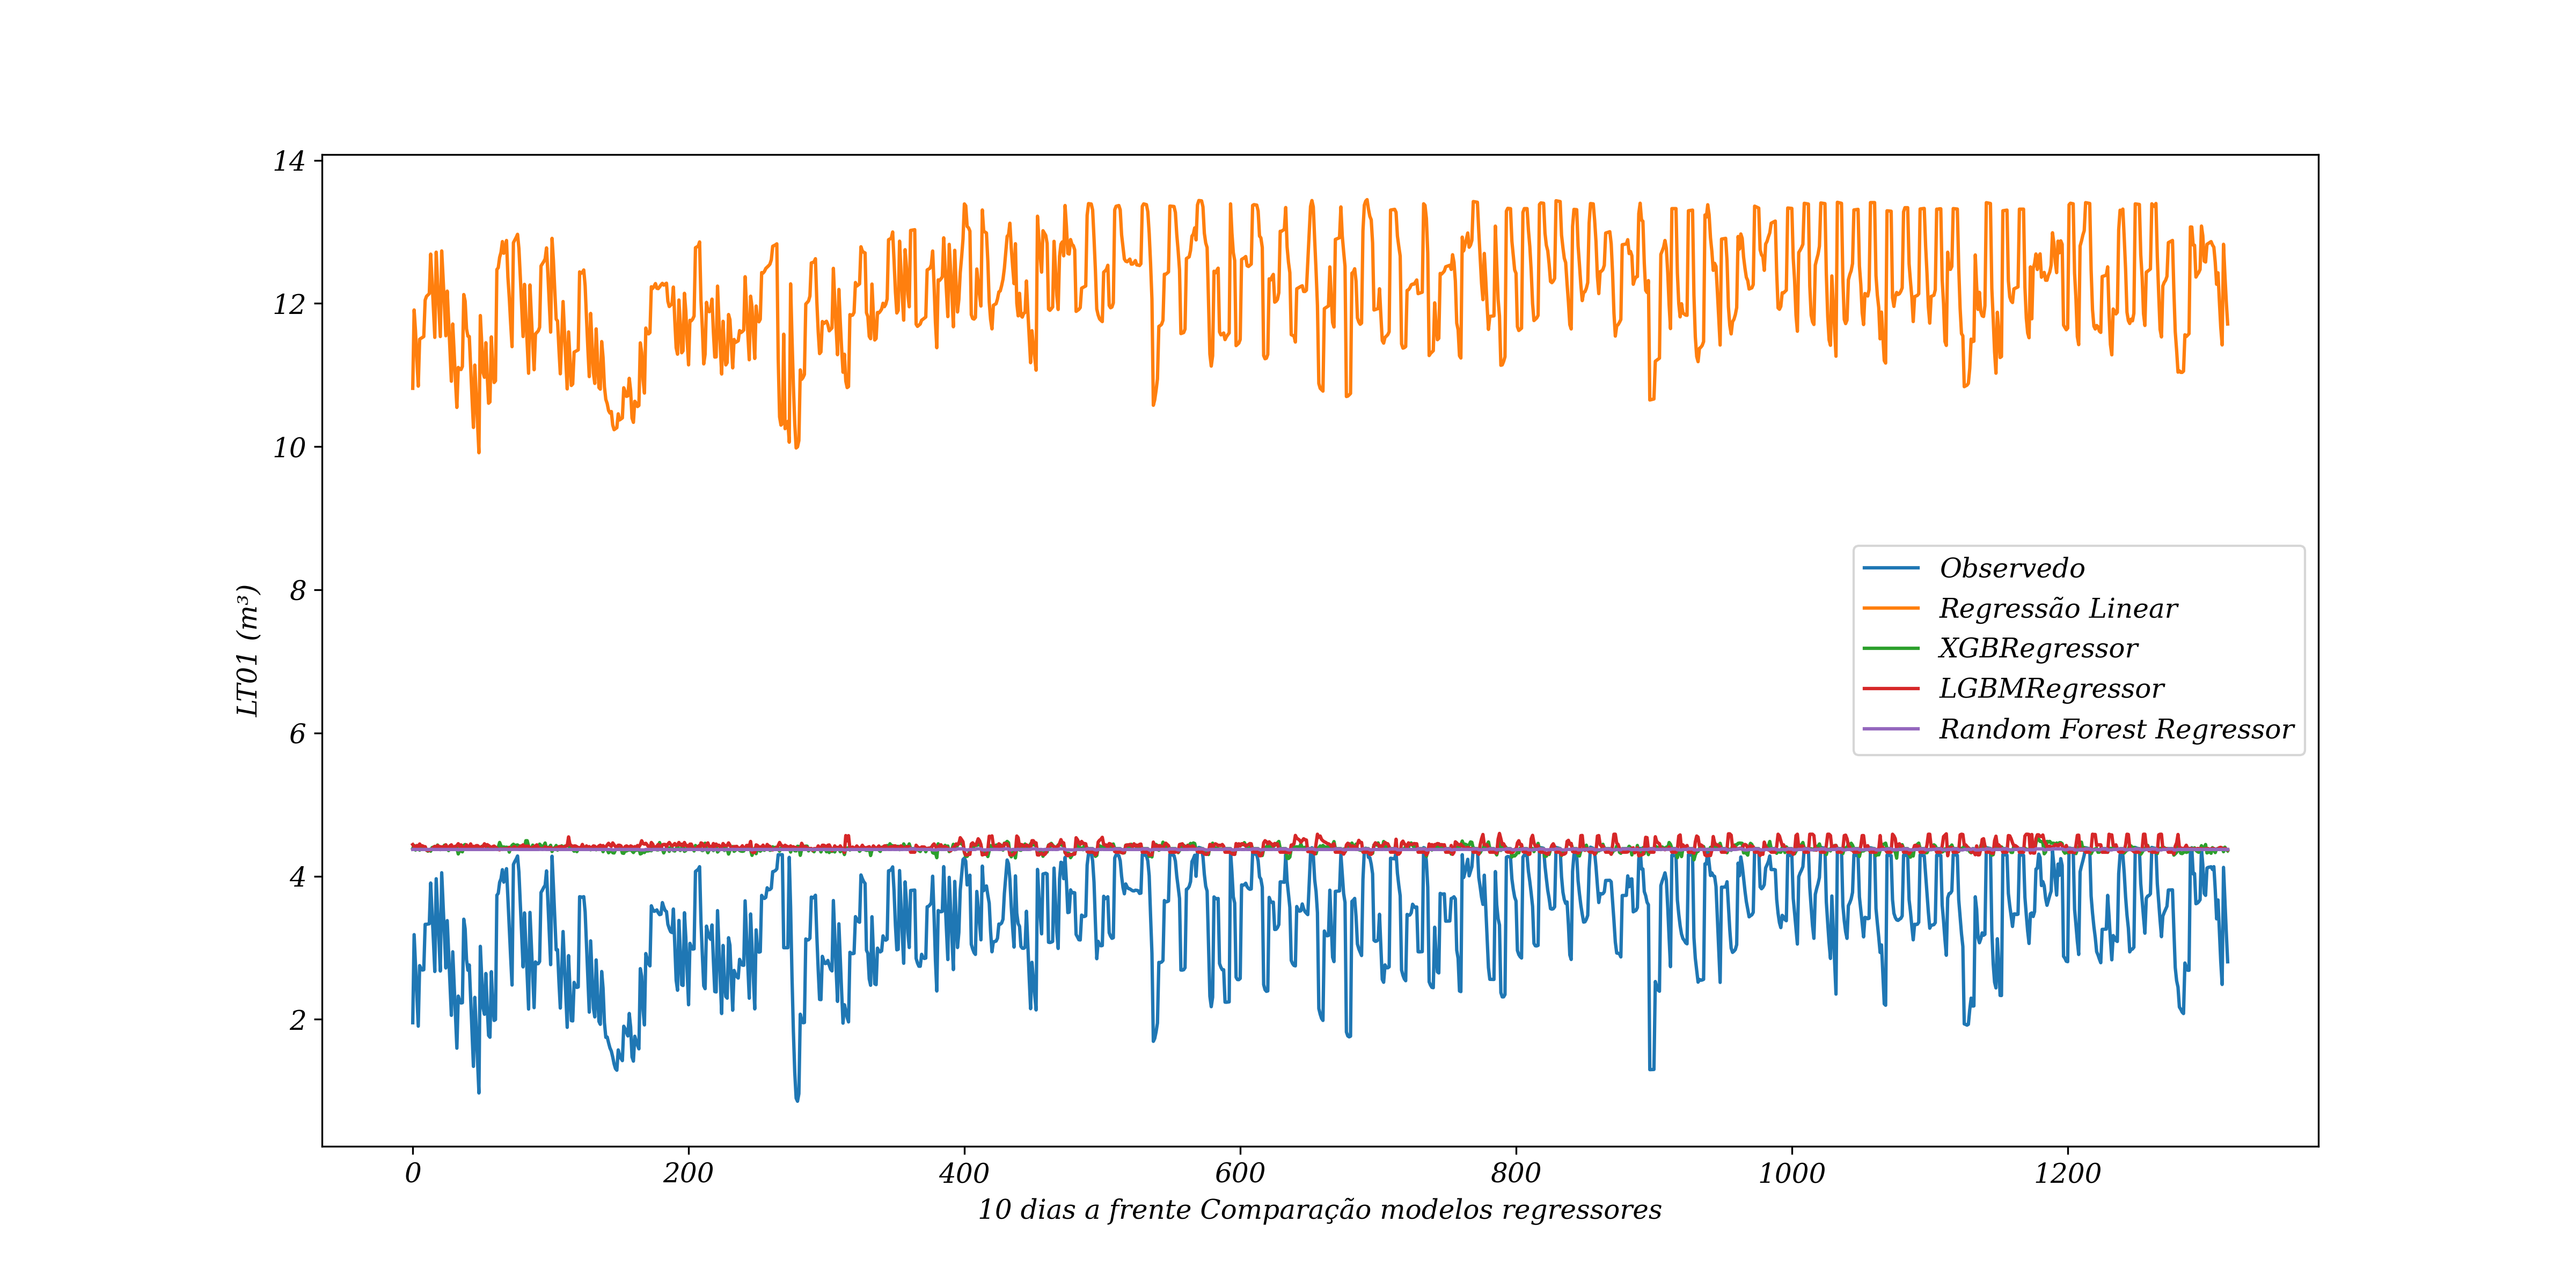 14
12
10
8
6
4
2
LT01 (m³)
Observedo
Regressão Linear
XGBRegressor
LGBMRegressor
Random Forest Regressor
0 200 400 600 800 1000 1200
10 dias a frente Comparação modelos regressores